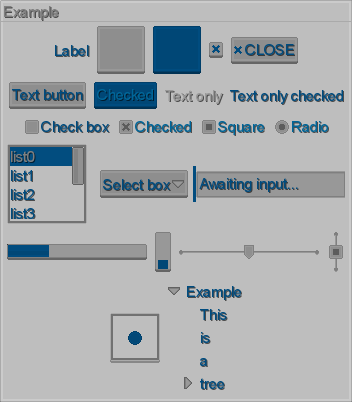 Example
Label
CLOSE
Text button Checked Text only Text only checked
Check box Checked Square Radio
list0
list1
list2
list3
Select box
Awaiting input...
Example
This
is
a
tree